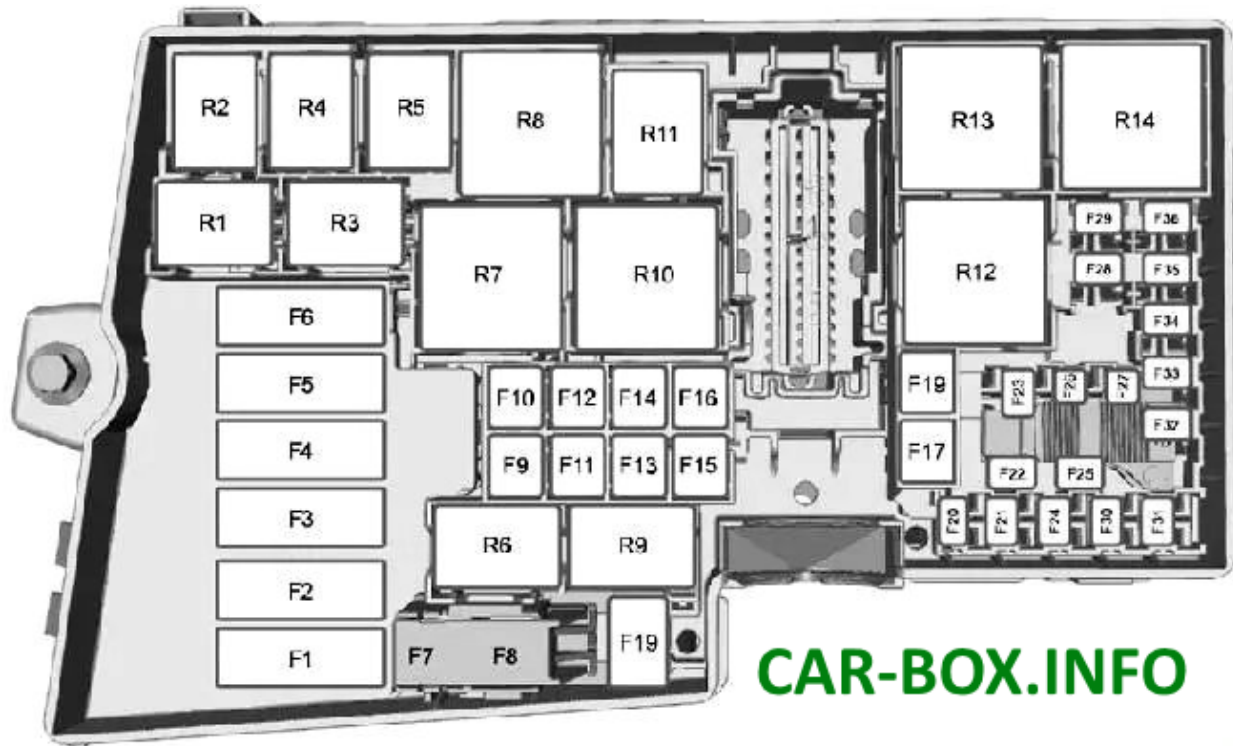 R2 R4 R5 R8 R11 R13 R14
R1 R3 R7 R10 R12 F29 F36
F28 F35
F6 F34
F5 F10 F12 F14 F16 F19 F23 F26 F27 F33
F4 F9 F11 F13 F15 F17 F22 F25 F32
F3 R6 R9 F20 F21 F24 F30 F31
F2
F1 F7 F8 F19
CAR-BOX.INFO